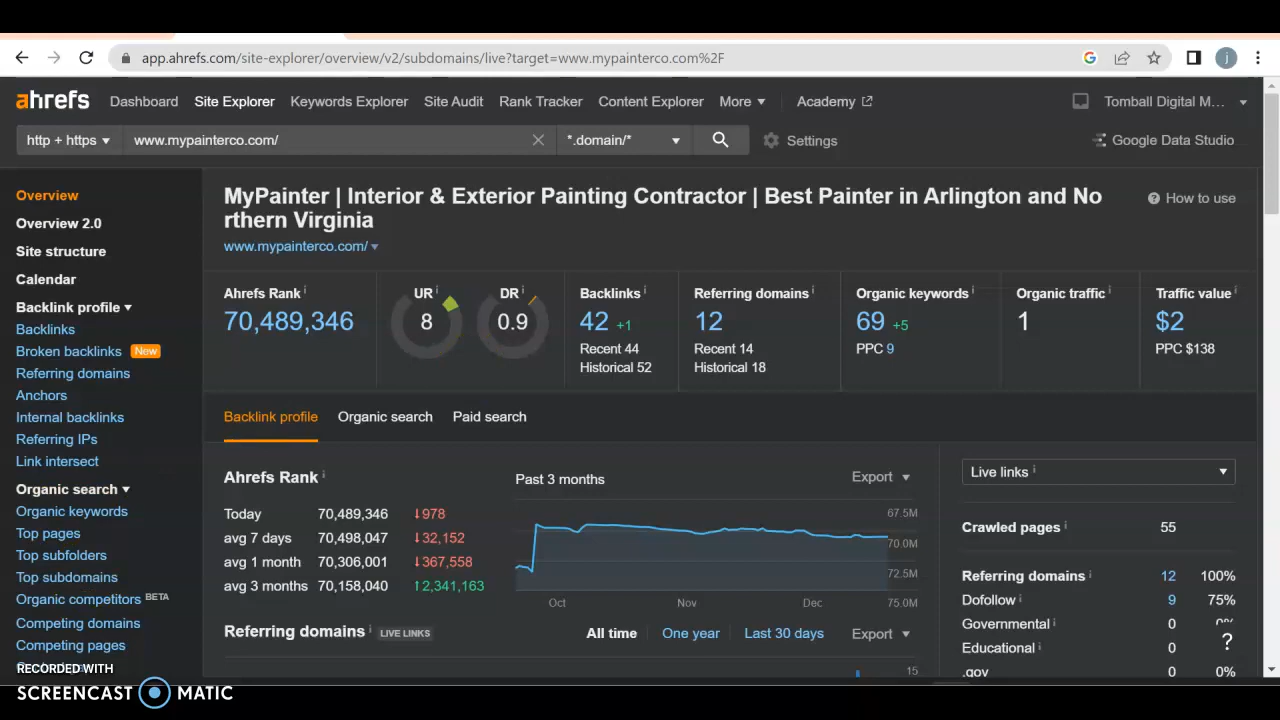 app.ahrefs.com/site-explorer/overview/v2/subdomains/live?target=www.mypainterco.com%2F
j
ahrefs Dashboard Site Explorer Keywords Explorer Site Audit Rank Tracker Content Explorer More Academy Tomball Digital M...
http + https www.mypainterco.com/ *.domain/* Settings Google Data Studio
Overview
Overview 2.0
Site structure
Calendar
Backlink profile
Backlinks
Broken backlinks New
Referring domains
Anchors
Internal backlinks
Referring IPs
Link intersect
Organic search
Organic keywords
Top pages
Top subfolders
Top subdomains
Organic competitors BETA
Competing domains
Competing pages
MyPainter | Interior & Exterior Painting Contractor | Best Painter in Arlington and No
rthern Virginia
How to use
www.mypainterco.com/
Ahrefs Rank
70,489,346
UR
8
DR
0.9
Backlinks
42 +1
Recent 44
Historical 52
Referring domains
12
Recent 14
Historical 18
Organic keywords
69 +5
PPC 9
Organic traffic
1
Traffic value
$2
PPC $138
Backlink profile Organic search Paid search
Ahrefs Rank
Today 70,489,346 ↓978
avg 7 days 70,498,047 ↓32,152
avg 1 month 70,306,001 ↓367,558
avg 3 months 70,158,040 ↑2,341,163
Past 3 months Export
67.5M
70.0M
72.5M
75.0M
Oct Nov Dec
Referring domains LIVE LINKS All time One year Last 30 days Export
15
Live links
Crawled pages 55
Referring domains 12 100%
Dofollow 9 75%
Governmental 0 0%
Educational 0
.gov 0 0%
?
RECORDED WITH
SCREENCAST MATIC